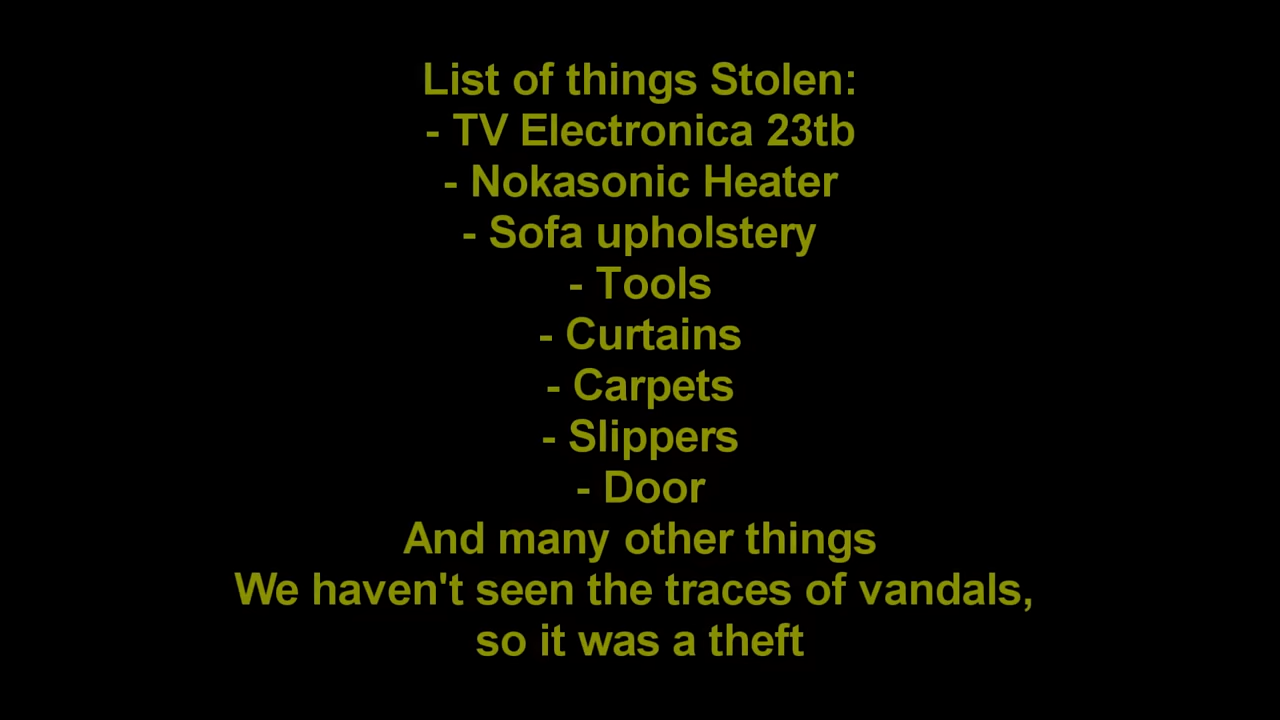 List of things Stolen:
- TV Electronica 23tb
- Nokasonic Heater
- Sofa upholstery
- Tools
- Curtains
- Carpets
- Slippers
- Door
And many other things
We haven't seen the traces of vandals,
so it was a theft